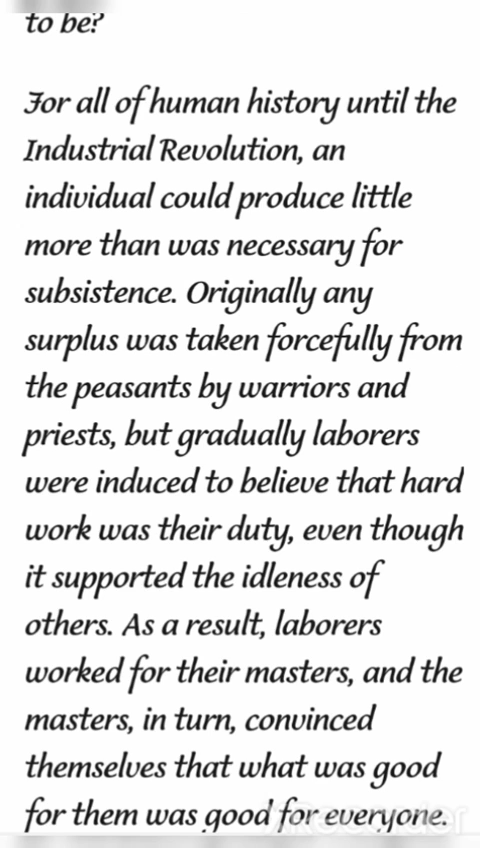 to be?
For all of human history until the
Industrial Revolution, an
individual could produce little
more than was necessary for
subsistence. Originally any
surplus was taken forcefully from
the peasants by warriors and
priests, but gradually laborers
were induced to believe that hard
work was their duty, even though
it supported the idleness of
others. As a result, laborers
worked for their masters, and the
masters, in turn, convinced
themselves that what was good
for them was good for everyone.